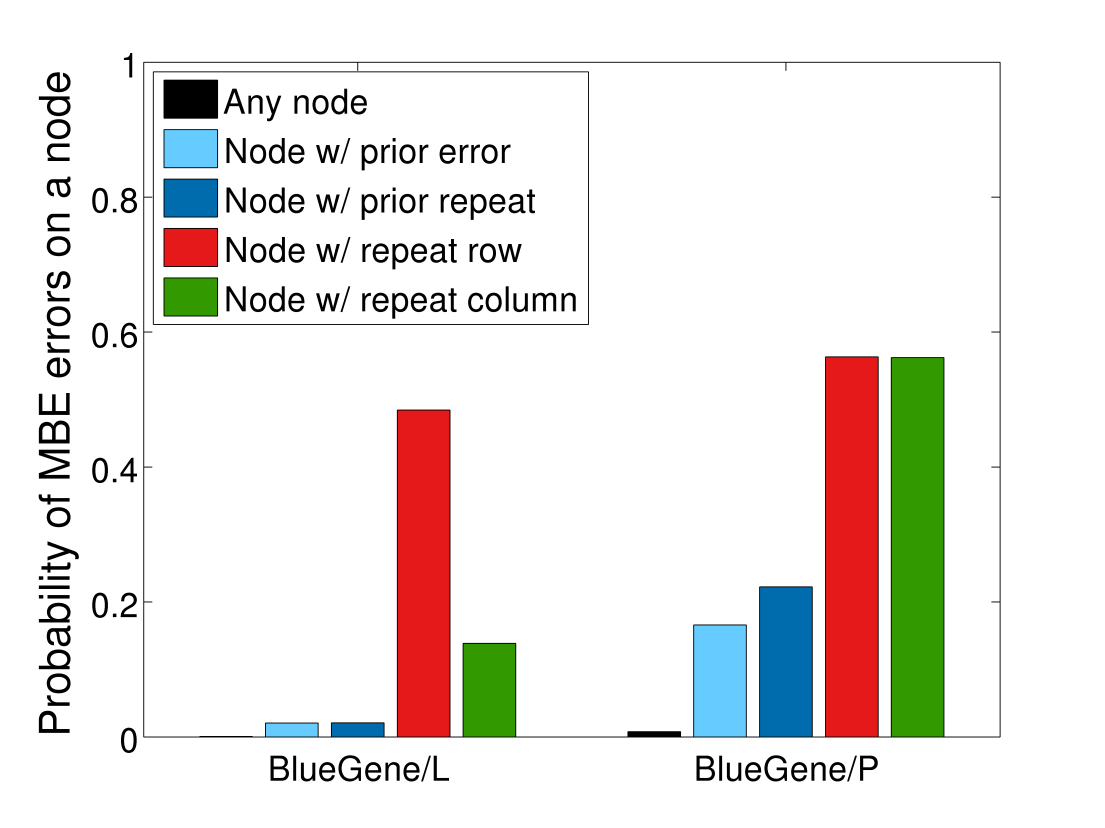 Probability of MBE errors on a node
1
0.8
0.6
0.4
0.2
0
Any node
Node w/ prior error
Node w/ prior repeat
Node w/ repeat row
Node w/ repeat column
BlueGene/L
BlueGene/P